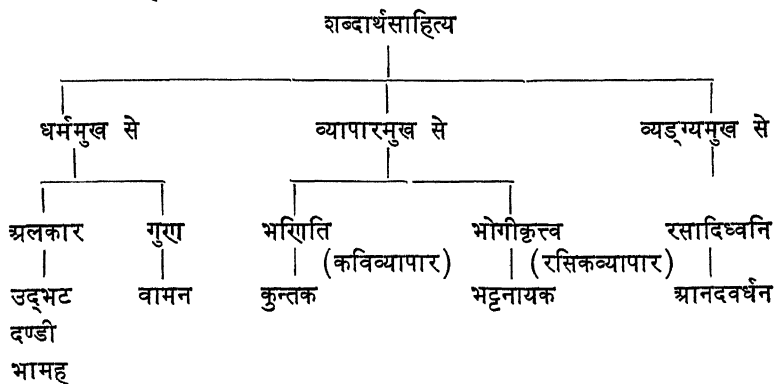 शब्दार्थसाहित्य
धर्ममुख से व्यापारमुख से व्यङ्ग्यमुख से
अलकार गुण भणिति भोगीकृत्त्व रसादिध्वनि
(कविव्यापार) (रसिकव्यापार)
उद्भट वामन कुन्तक भट्टनायक आनदवर्धन
दण्डी
भामह